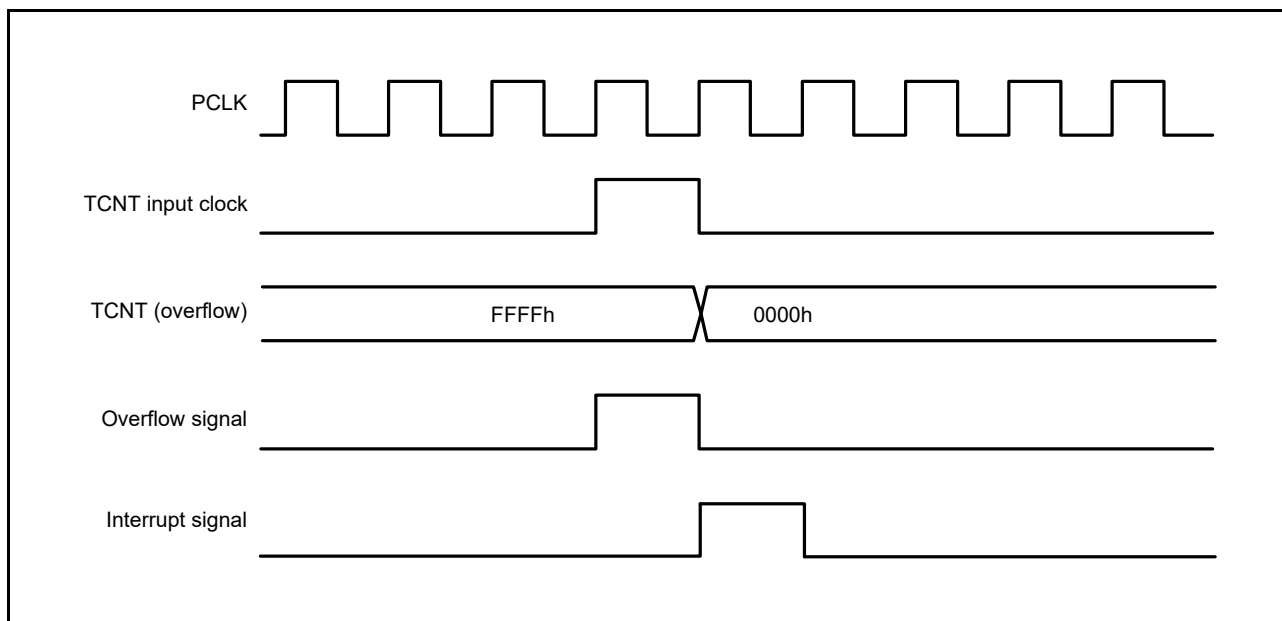 PCLK
TCNT input clock
TCNT (overflow)
FFFFh
0000h
Overflow signal
Interrupt signal